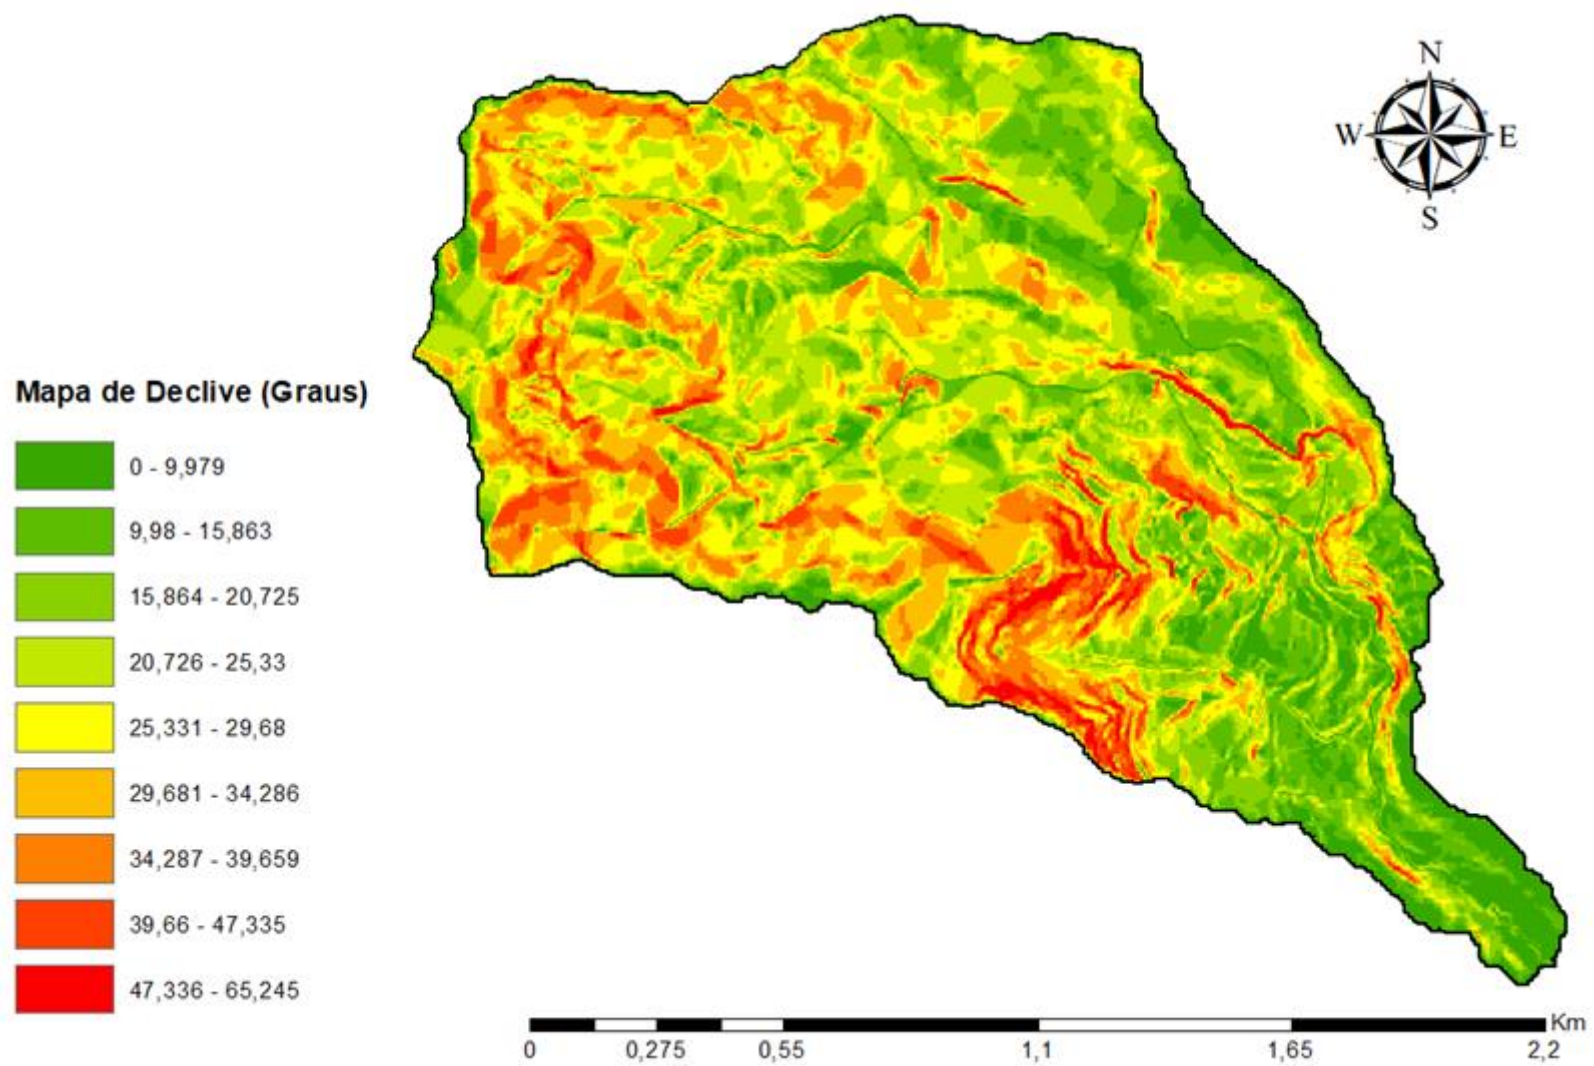 N
W E
S
Mapa de Declive (Graus)
0 - 9,979
9,98 - 15,863
15,864 - 20,725
20,726 - 25,33
25,331 - 29,68
29,681 - 34,286
34,287 - 39,659
39,66 - 47,335
47,336 - 65,245
Km
0 0,275 0,55 1,1 1,65 2,2